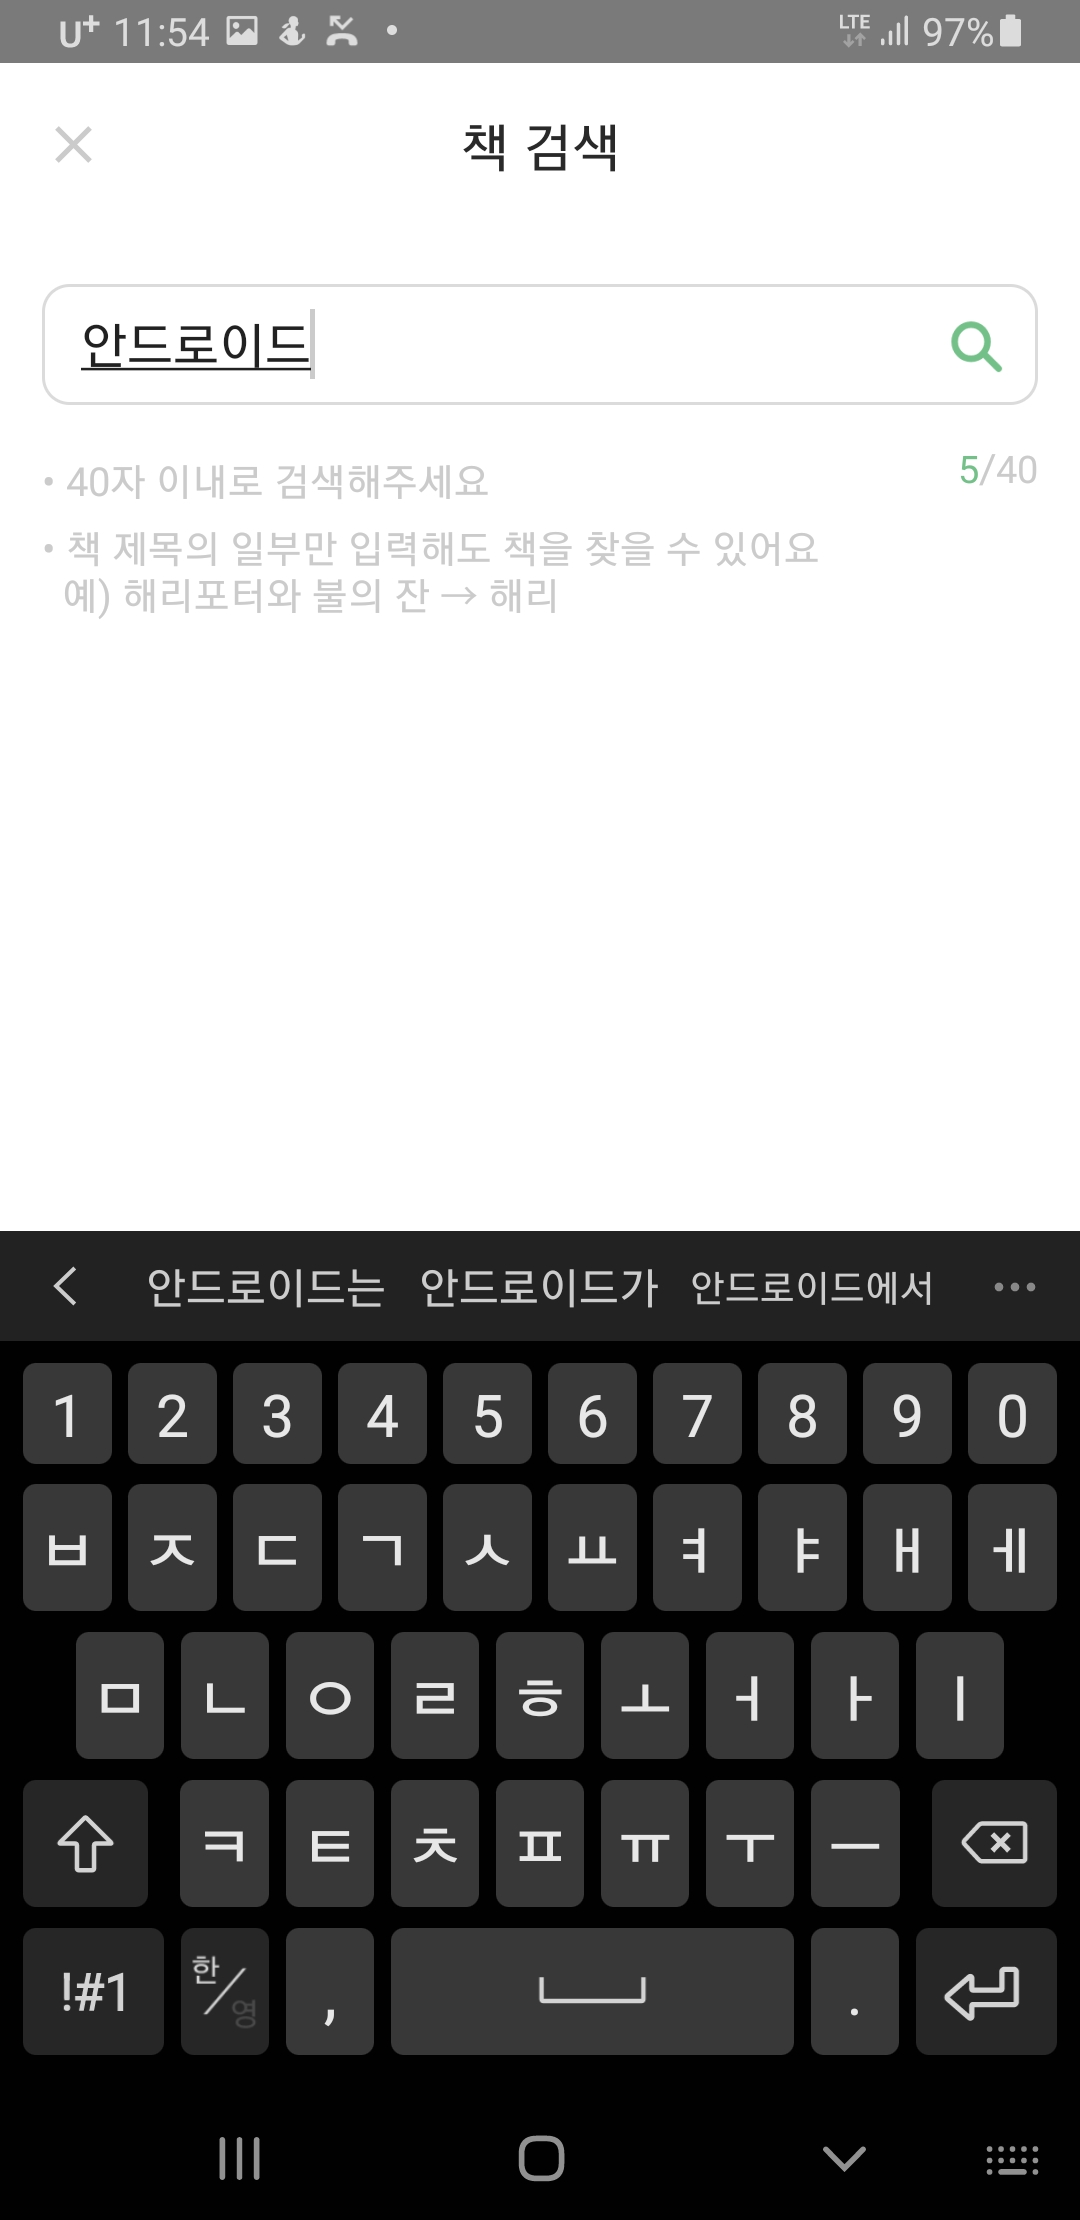 U+ 11:54 LTE 97%
책 검색
안드로이드
5/40
• 40자 이내로 검색해주세요
• 책 제목의 일부만 입력해도 책을 찾을 수 있어요
예) 해리포터와 불의 잔 → 해리
안드로이드는 안드로이드가 안드로이드에서 ...
1 2 3 4 5 6 7 8 9 0
ㅂ ㅈ ㄷ ㄱ ㅅ ㅛ ㅕ ㅑ ㅐ ㅔ
ㅁ ㄴ ㅇ ㄹ ㅎ ㅗ ㅓ ㅏ ㅣ
ㅋ ㅌ ㅊ ㅍ ㅠ ㅜ ㅡ
!#1 한/영 , .